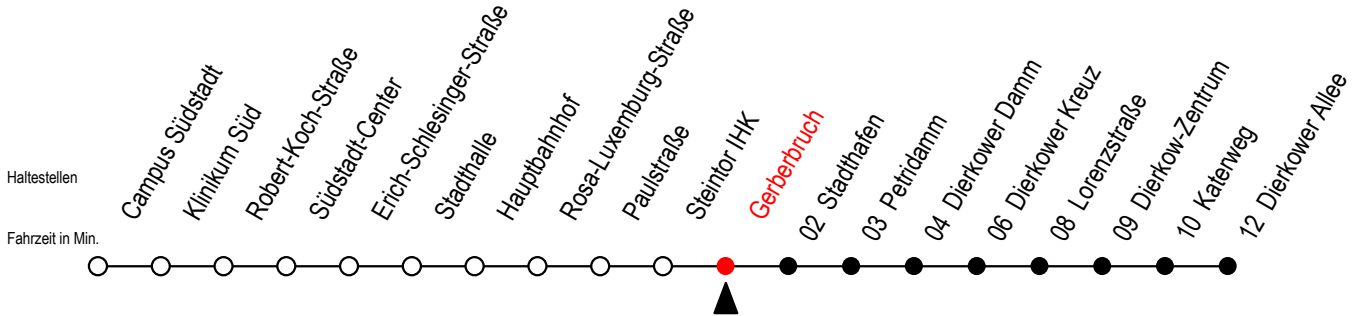 Haltestellen
Fahrzeit in Min.
Campus Südstadt
Klinikum Süd
Robert-Koch-Straße
Südstadt-Center
Erich-Schlesinger-Straße
Stadthalle
Hauptbahnhof
Rosa-Luxemburg-Straße
Paulstraße
Steintor IHK
Gerberbruch
02 Stadthafen
03 Petridamm
04 Dierkower Damm
06 Dierkower Kreuz
08 Lorenzstraße
09 Dierkow-Zentrum
10 Katerweg
12 Dierkower Allee